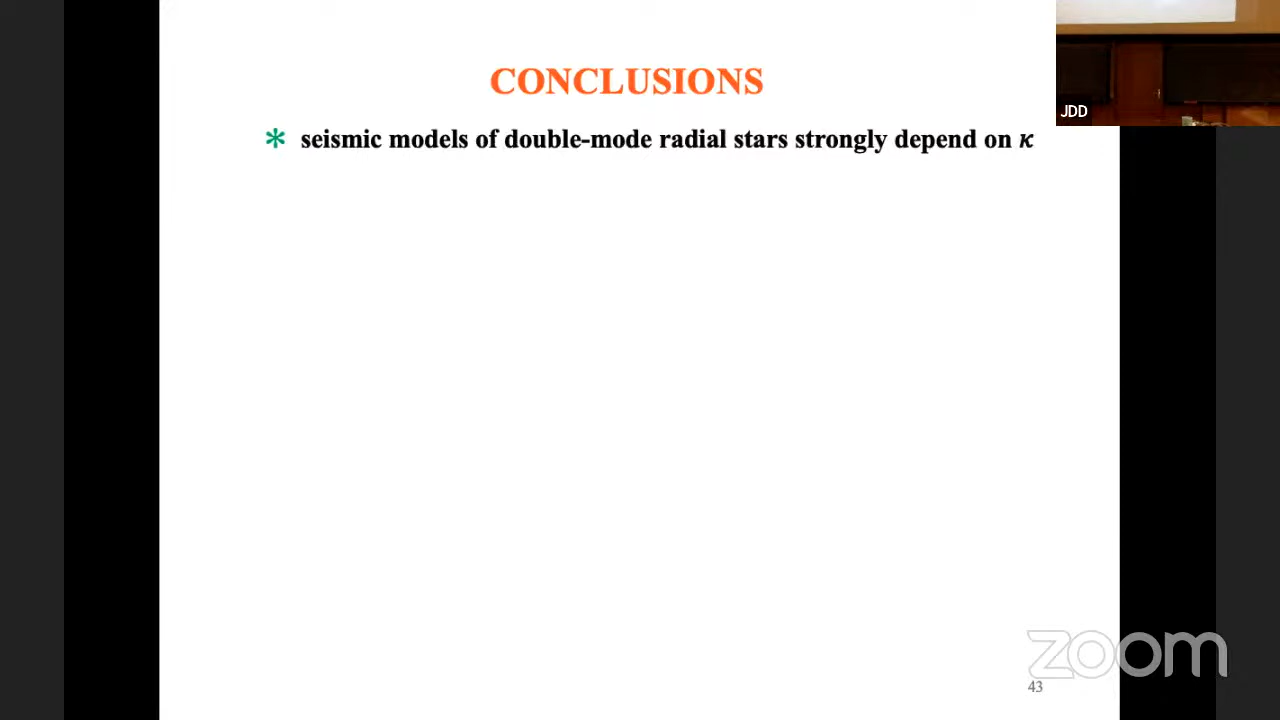 CONCLUSIONS
* seismic models of double-mode radial stars strongly depend on κ
JDD
zoom
43